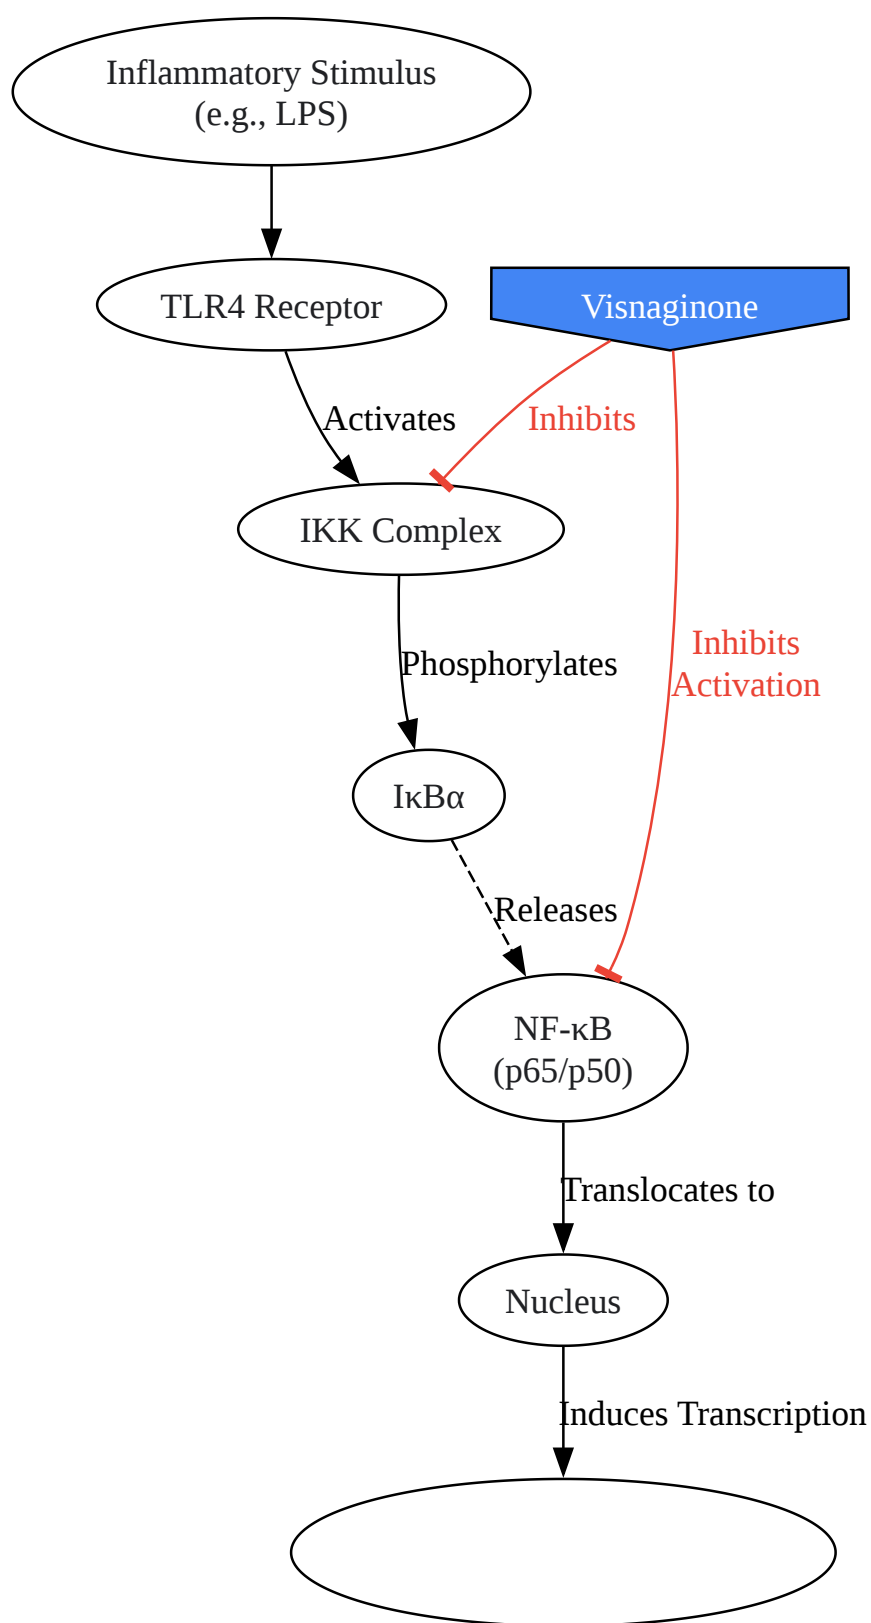 Inflammatory Stimulus
(e.g., LPS)
TLR4 Receptor
Visnaginone
Activates
Inhibits
IKK Complex
Phosphorylates
Inhibits
Activation
IκBα
Releases
NF-κB
(p65/p50)
Translocates to
Nucleus
Induces Transcription